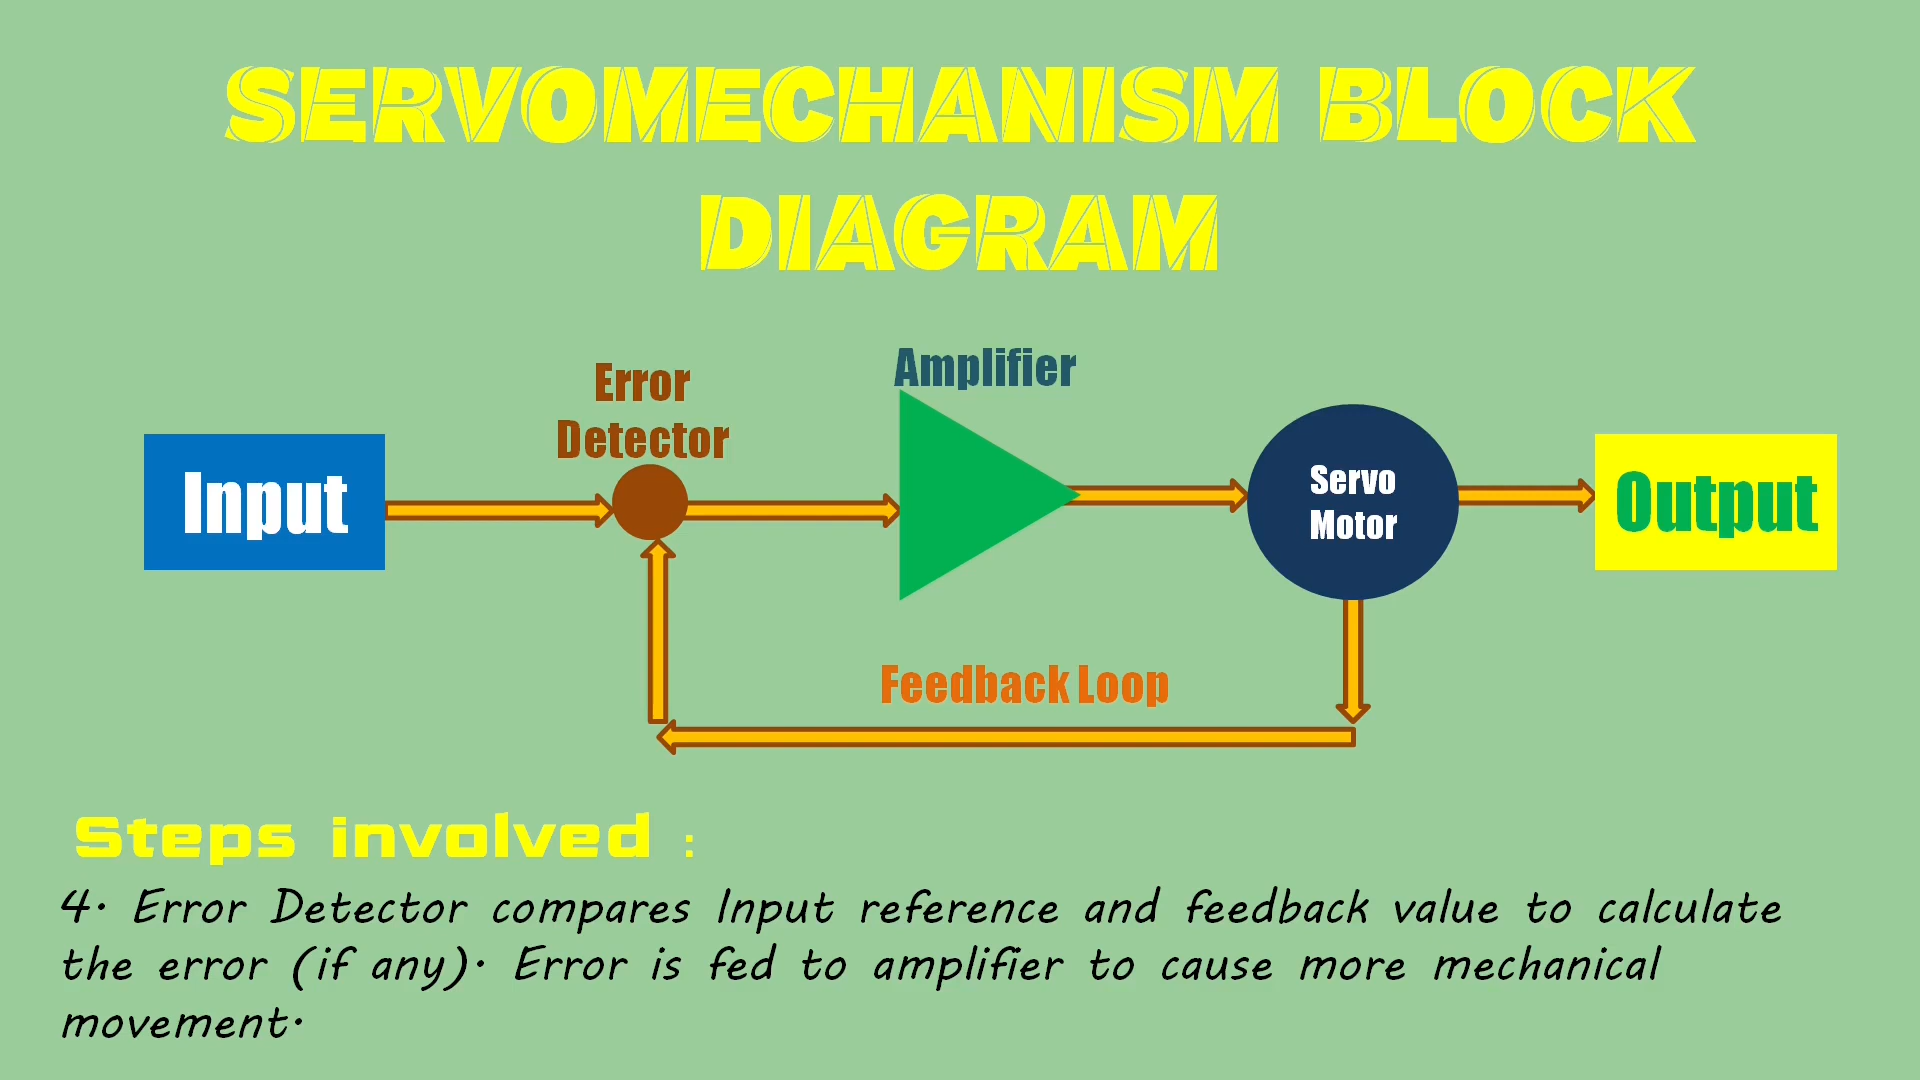 SERVOMECHANISM BLOCK
DIAGRAM
Amplifier
Error
Detector
Input
Servo
Motor
Output
Feedback Loop
Steps involved :
4. Error Detector compares Input reference and feedback value to calculate
the error (if any). Error is fed to amplifier to cause more mechanical
movement.